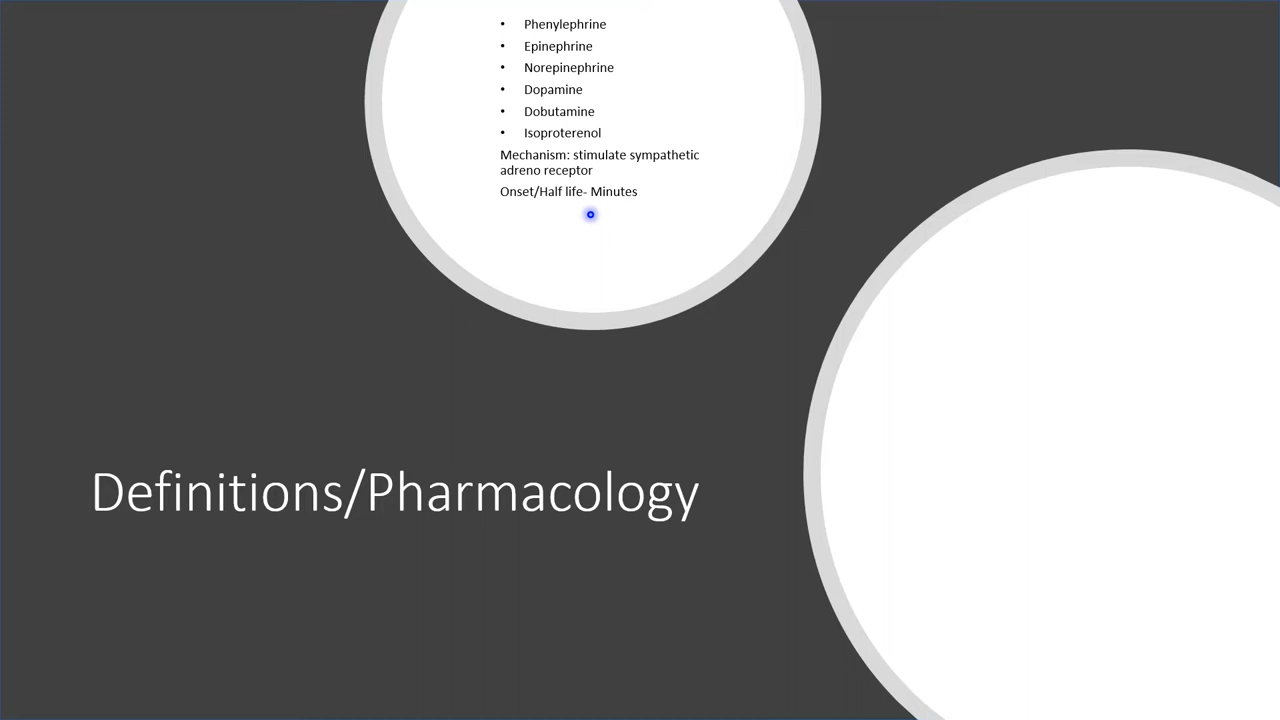 • Phenylephrine
• Epinephrine
• Norepinephrine
• Dopamine
• Dobutamine
• Isoproterenol
Mechanism: stimulate sympathetic
adreno receptor
Onset/Half life- Minutes
Definitions/Pharmacology